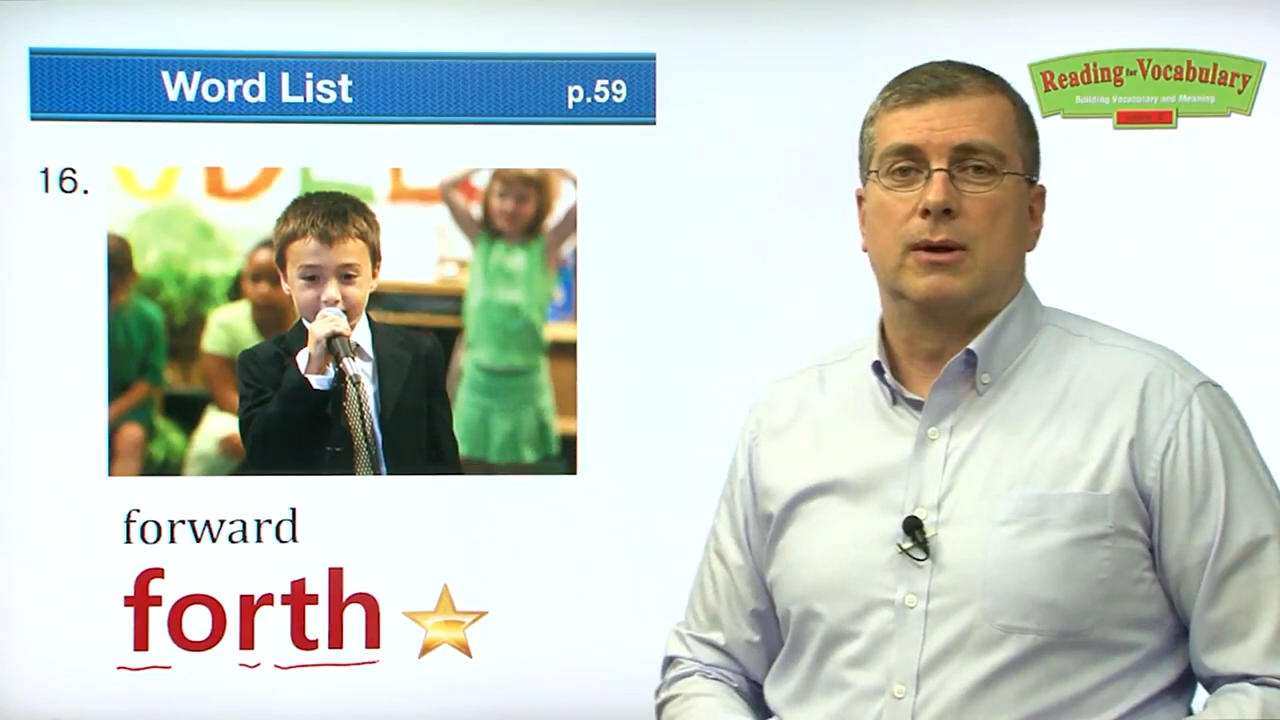 Word List
p.59
Reading for Vocabulary
Building Vocabulary and Meaning
16.
forward
forth